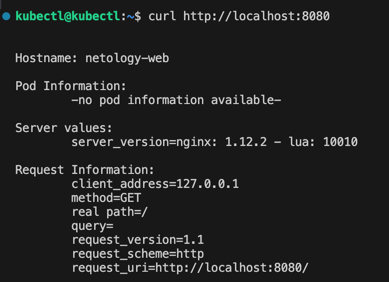 kubectl@kubectl:~$ curl http://localhost:8080
Hostname: netology-web
Pod Information:
-no pod information available-
Server values:
server_version=nginx: 1.12.2 - lua: 10010
Request Information:
client_address=127.0.0.1
method=GET
real path=/
query=
request_version=1.1
request_scheme=http
request_uri=http://localhost:8080/